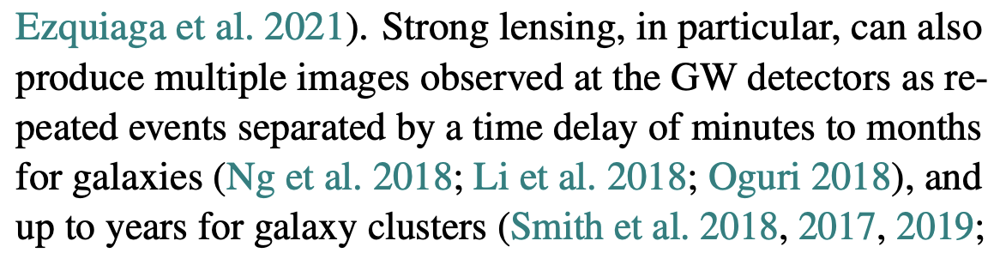 Ezquiaga et al. 2021). Strong lensing, in particular, can also
produce multiple images observed at the GW detectors as re-
peated events separated by a time delay of minutes to months
for galaxies (Ng et al. 2018; Li et al. 2018; Oguri 2018), and
up to years for galaxy clusters (Smith et al. 2018, 2017, 2019;